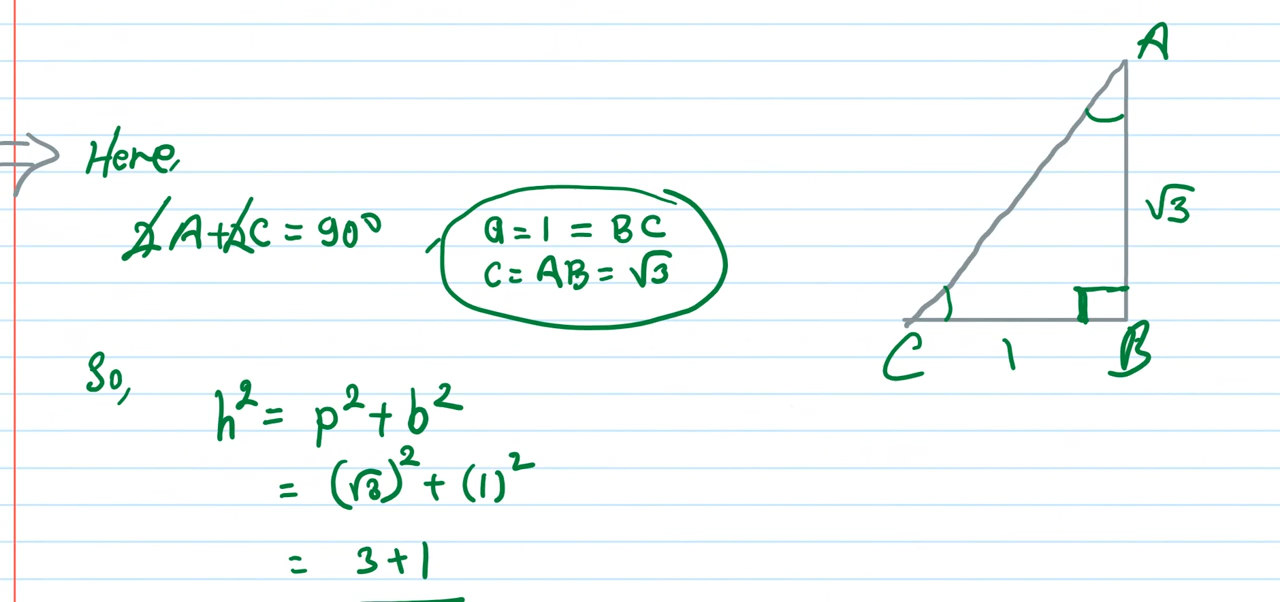 Here,
∠A+∠C = 90°
a = 1 = BC
c = AB = √3
So,
h² = p² + b²
= (√3)² + (1)²
= 3+1
A
√3
C
1
B